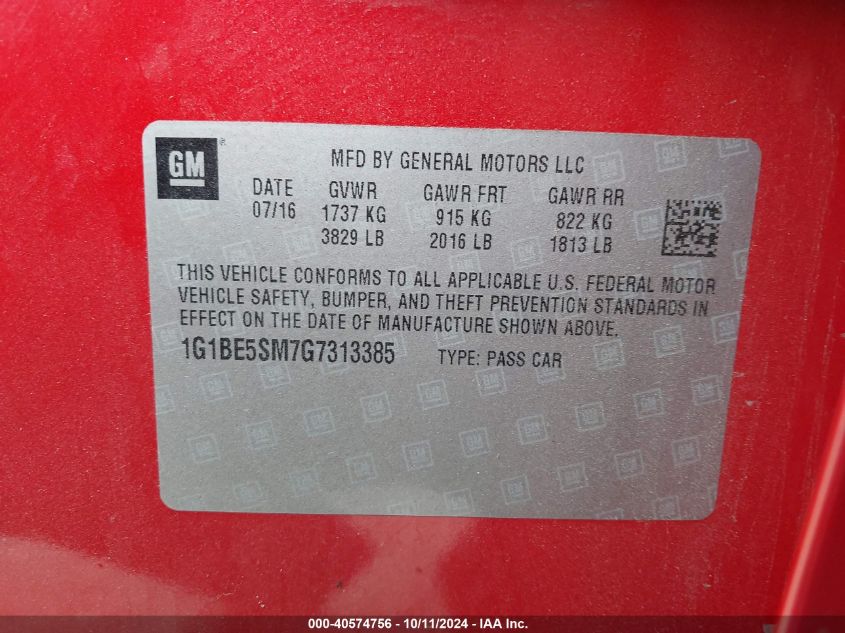 GM
MFD BY GENERAL MOTORS LLC
DATE GVWR GAWR FRT GAWR RR
07/16 1737 KG 915 KG 822 KG
3829 LB 2016 LB 1813 LB
THIS VEHICLE CONFORMS TO ALL APPLICABLE U.S. FEDERAL MOTOR
VEHICLE SAFETY, BUMPER, AND THEFT PREVENTION STANDARDS IN
EFFECT ON THE DATE OF MANUFACTURE SHOWN ABOVE.
1G1BE5SM7G7313385 TYPE: PASS CAR
000-40574756 - 10/11/2024 - IAA Inc.